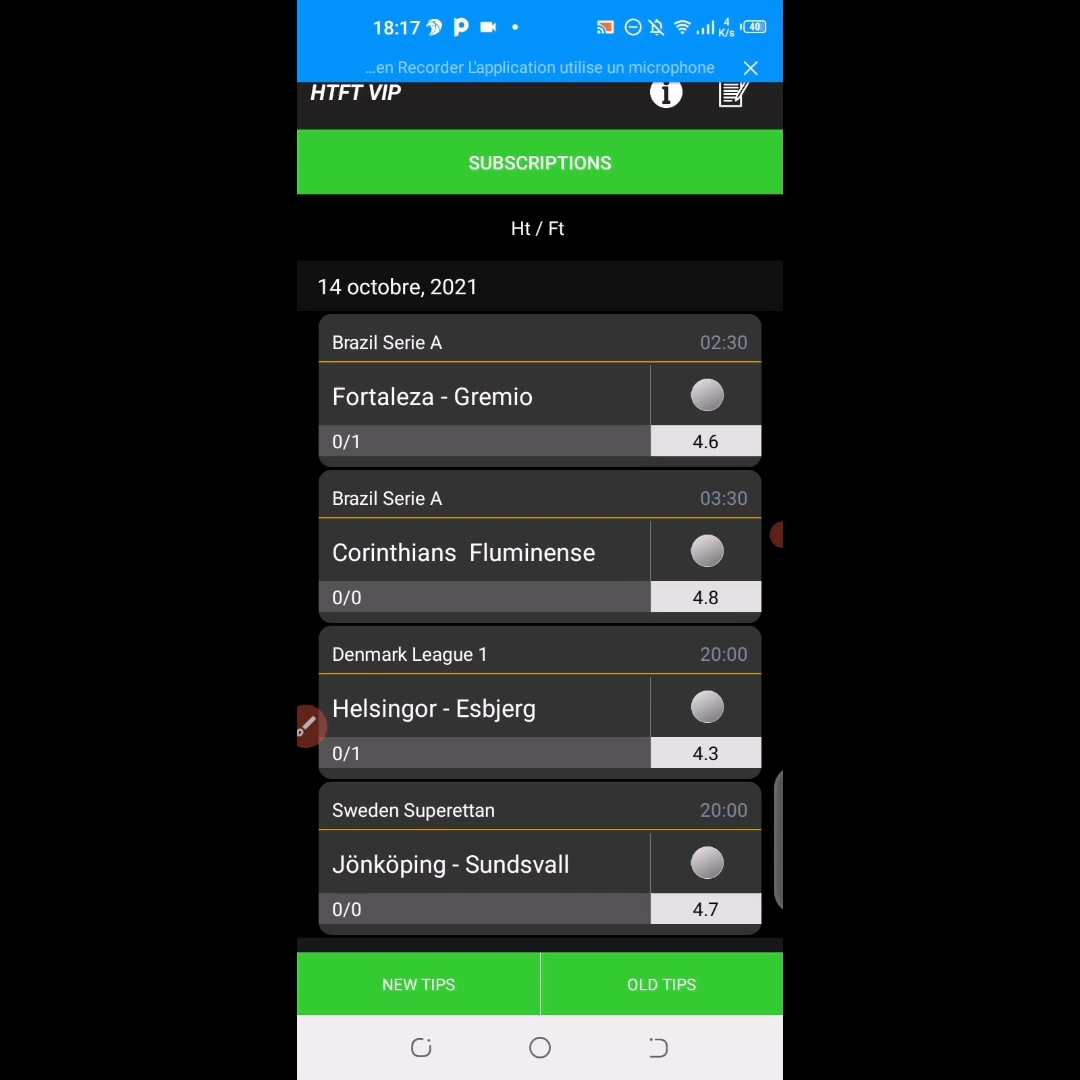 18:17
4
K/s
40
...en Recorder L'application utilise un microphone
HTFT VIP
SUBSCRIPTIONS
Ht / Ft
14 octobre, 2021
Brazil Serie A 02:30
Fortaleza - Gremio
0/1 4.6
Brazil Serie A 03:30
Corinthians  Fluminense
0/0 4.8
Denmark League 1 20:00
Helsingor - Esbjerg
0/1 4.3
Sweden Superettan 20:00
Jönköping - Sundsvall
0/0 4.7
NEW TIPS OLD TIPS